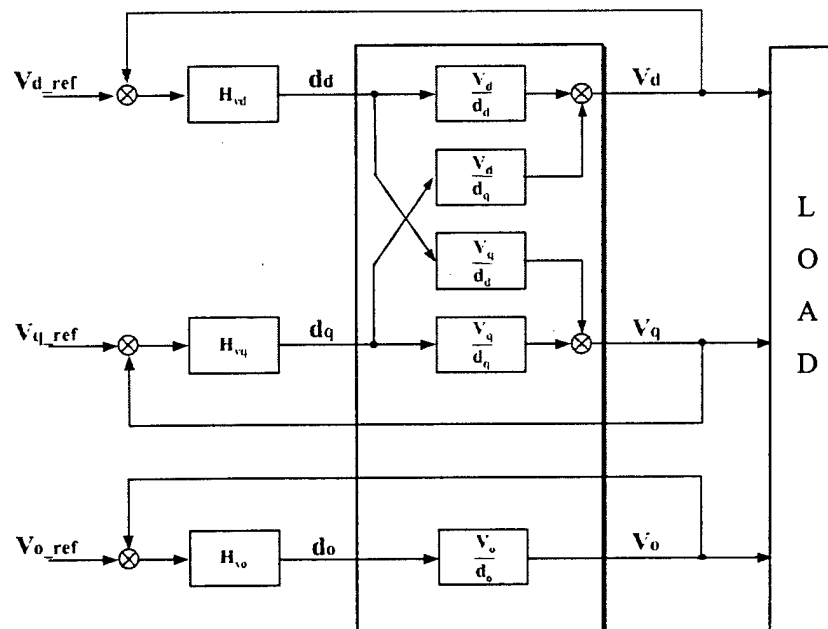 Vd_ref
Hvd
dd
Vd
dd
Vd
Vd
dq
Vq
dd
Vq_ref
Hvq
dq
Vq
dq
Vq
Vo_ref
Hvo
do
Vo
do
Vo
L
O
A
D